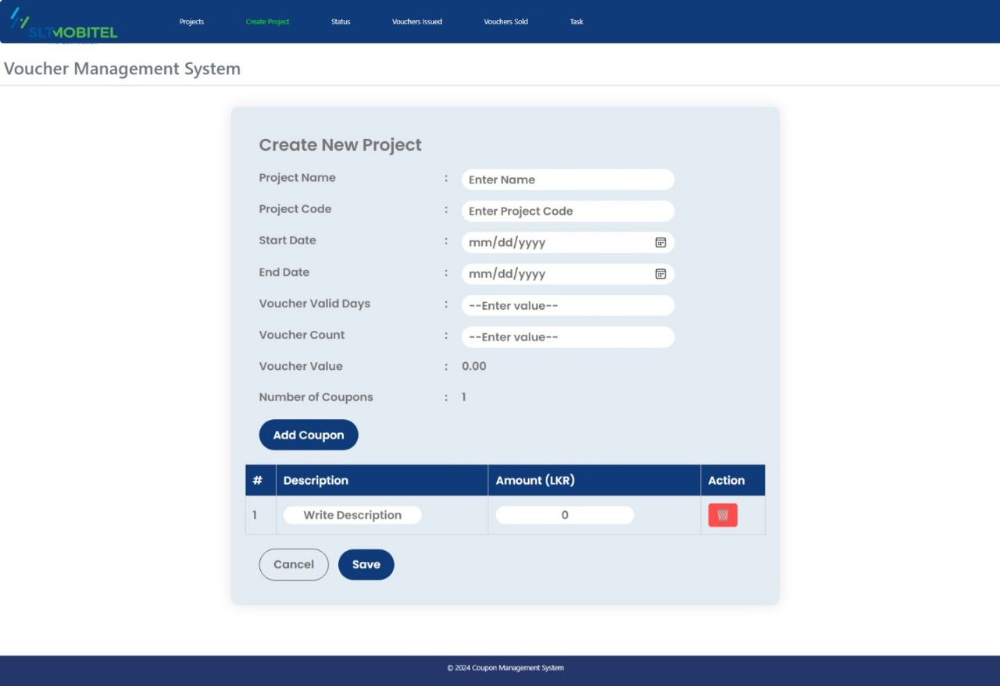 SLTMOBITEL
Projects Create Project Status Vouchers Issued Vouchers Sold Task
Voucher Management System
Create New Project
Project Name : Enter Name
Project Code : Enter Project Code
Start Date : mm/dd/yyyy
End Date : mm/dd/yyyy
Voucher Valid Days : --Enter value--
Voucher Count : --Enter value--
Voucher Value : 0.00
Number of Coupons : 1
Add Coupon
# Description Amount (LKR) Action
1 Write Description 0
Cancel Save
© 2024 Coupon Management System